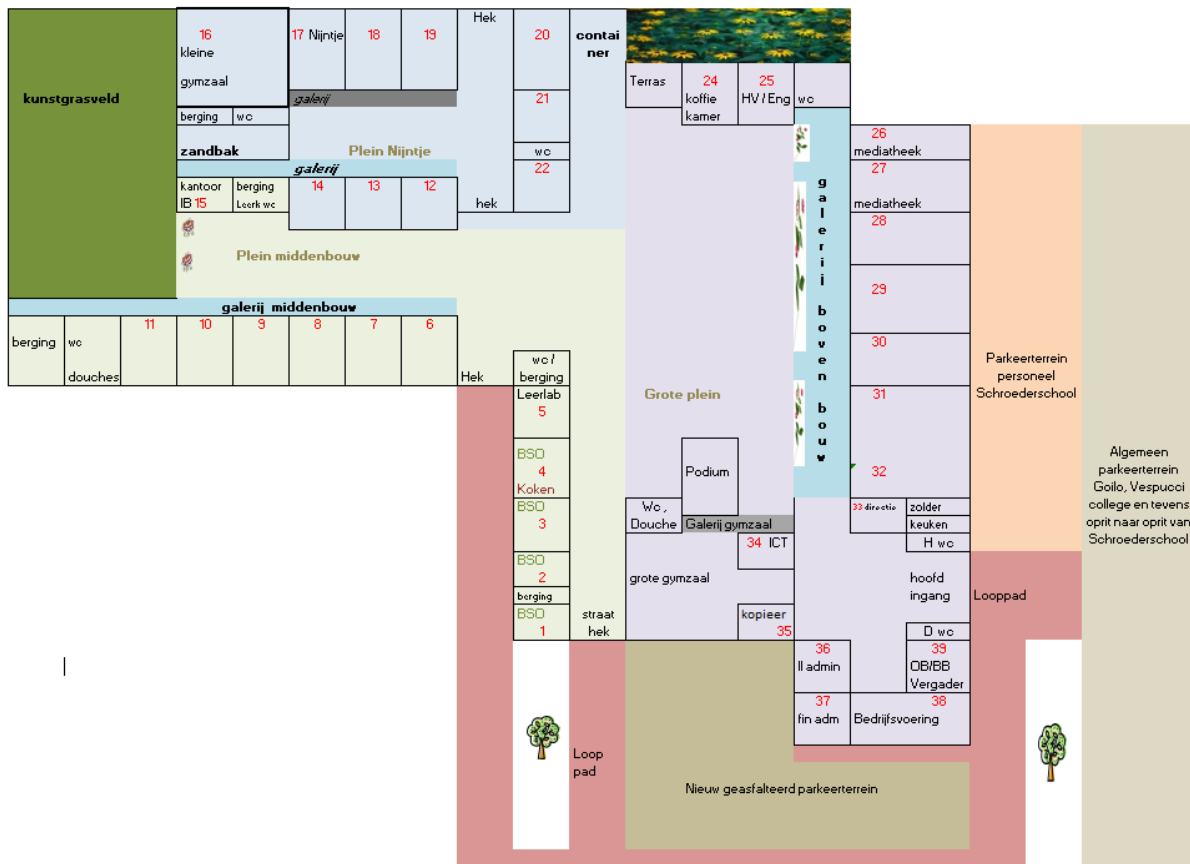 Hek
16
17 Nijntje
18
19
20
contai
ner
kleine
gymzaal
kunstgrasveld
galerij
21
berging
wc
zandbak
Plein Nijntje
wc
galerij
22
kantoor
IB 15
berging
Leerk wc
14
13
12
hek
Plein middenbouw
galerij middenbouw
berging
wc
douches
11
10
9
8
7
6
Hek
wc /
berging
Leerlab
5
BSO
4
Koken
BSO
3
BSO
2
berging
BSO
1
straat
hek
Terras
24
koffie
kamer
25
HV / Eng
wc
galerij bovenbouw
26
mediatheek
27
mediatheek
28
29
30
31
32
Grote plein
Podium
Wc ,
Douche
Galerij gymzaal
34 ICT
grote gymzaal
kopieer
35
33 directie
zolder
keuken
H wc
hoofd
ingang
D wc
36
ll admin
39
OB/BB
Vergader
37
fin adm
38
Bedrijfsvoering
Looppad
Parkeerterrein
personeel
Schroederschool
Algemeen
parkeerterrein
Goilo, Vespucci
college en tevens
oprit naar oprit van
Schroederschool
Loop
pad
Nieuw geasfalteerd parkeerterrein